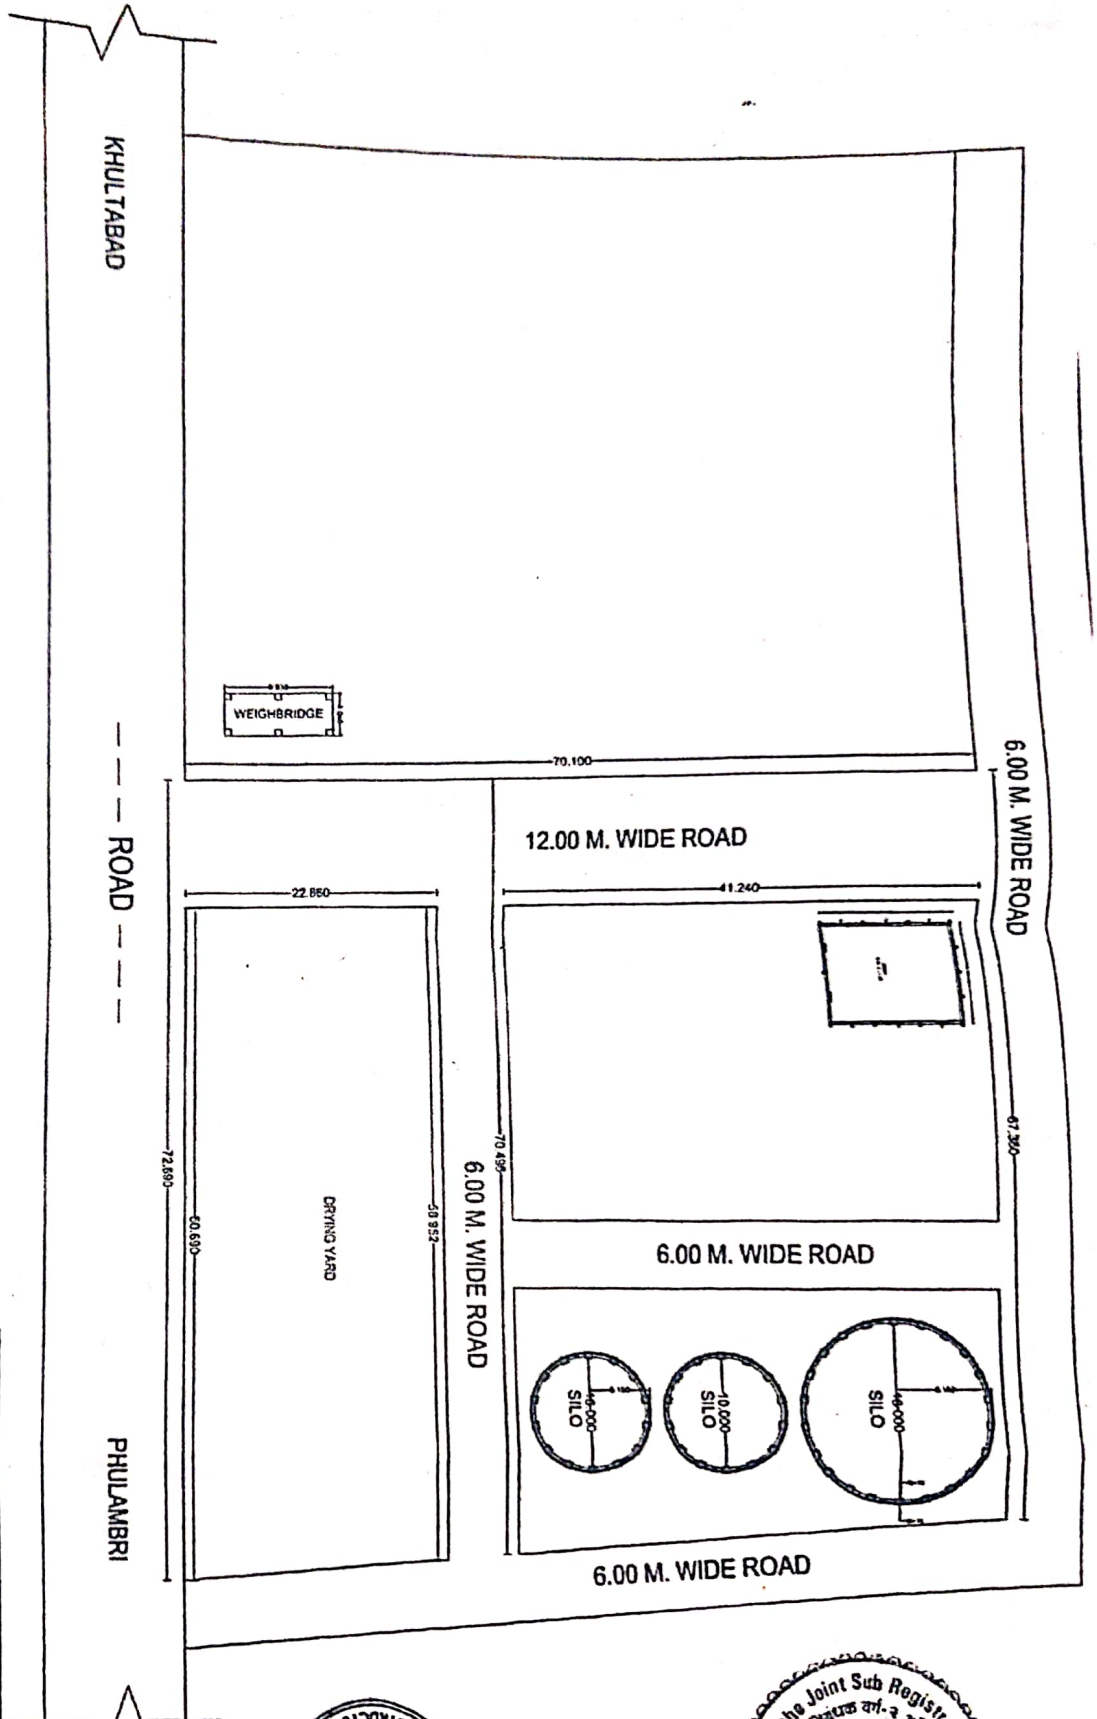 KHULTABAD
WEIGHBRIDGE
70.100
6.00 M. WIDE ROAD
12.00 M. WIDE ROAD
ROAD
22.860
41.240
67.360
70.496
72.690
60.690
DRYING YARD
6.00 M. WIDE ROAD
6.00 M. WIDE ROAD
SILO
10.000
SILO
SILO
PHULAMBRI
6.00 M. WIDE ROAD
Joint Sub